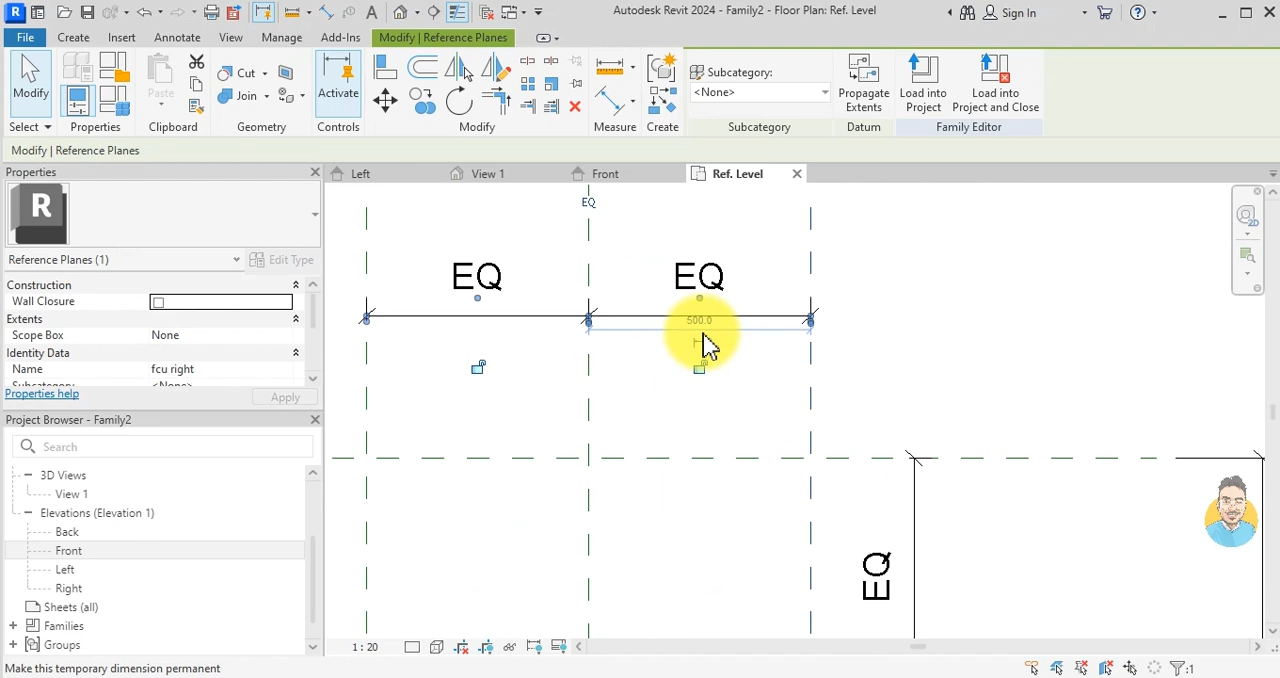 Autodesk Revit 2024 - Family2 - Floor Plan: Ref. Level
Sign In
File Create Insert Annotate View Manage Add-Ins Modify | Reference Planes
Modify
Paste
Cut
Join
Activate
Subcategory:
<None>
Propagate Extents
Load into Project
Load into Project and Close
Select Properties Clipboard Geometry Controls Modify Measure Create Subcategory Datum Family Editor
Modify | Reference Planes
Properties
Left View 1 Front Ref. Level
R
Reference Planes (1)
Edit Type
Construction
Wall Closure
Extents
Scope Box None
Identity Data
Name fcu right
Subcategory <None>
Properties help
Apply
Project Browser - Family2
Search
3D Views
View 1
Elevations (Elevation 1)
Back
Front
Left
Right
Sheets (all)
Families
Groups
EQ
EQ
EQ
500.0
EQ
1 : 20
2D
Make this temporary dimension permanent
:1